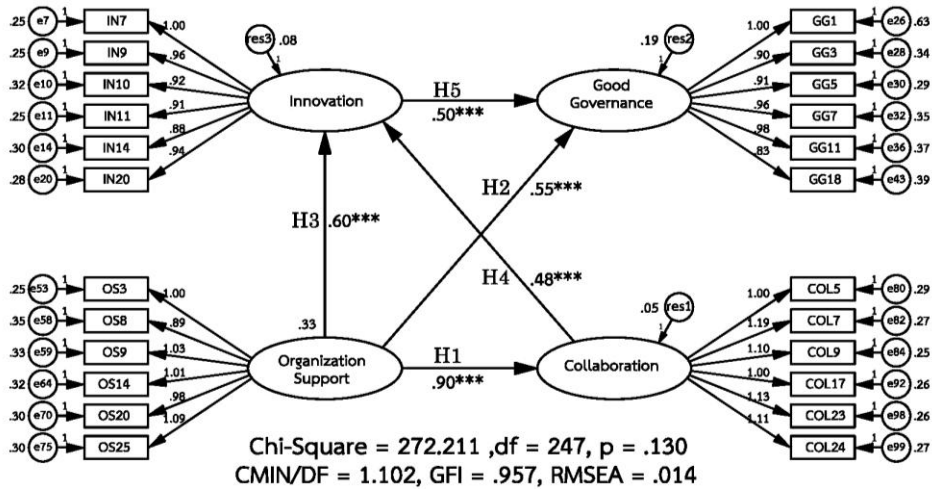 .25 e7 1 IN7 1.00
.25 e9 1 IN9 .96
.32 e10 1 IN10 .92
.25 e11 1 IN11 .91
.30 e14 1 IN14 .88
.28 e20 1 IN20 .94
res3 .08
1
Innovation
H5
.50***
.19 res2
1
Good
Governance
1.00 GG1 1 e26 .63
.90 GG3 1 e28 .34
.91 GG5 1 e30 .29
.96 GG7 1 e32 .35
.98 GG11 1 e36 .37
.83 GG18 1 e43 .39
H3 .60***
H2 .55***
H4 .48***
.25 e53 1 OS3 1.00
.35 e58 1 OS8 .89
.33 e59 1 OS9 1.03
.32 e64 1 OS14 1.01
.30 e70 1 OS20 .98
.30 e75 1 OS25 1.09
.33
Organization
Support
H1
.90***
.05 res1
1
Collaboration
1.00 COL5 1 e80 .29
1.19 COL7 1 e82 .27
1.10 COL9 1 e84 .25
1.00 COL17 1 e92 .26
1.13 COL23 1 e98 .26
1.11 COL24 1 e99 .27
Chi-Square = 272.211 ,df = 247, p = .130
CMIN/DF = 1.102, GFI = .957, RMSEA = .014